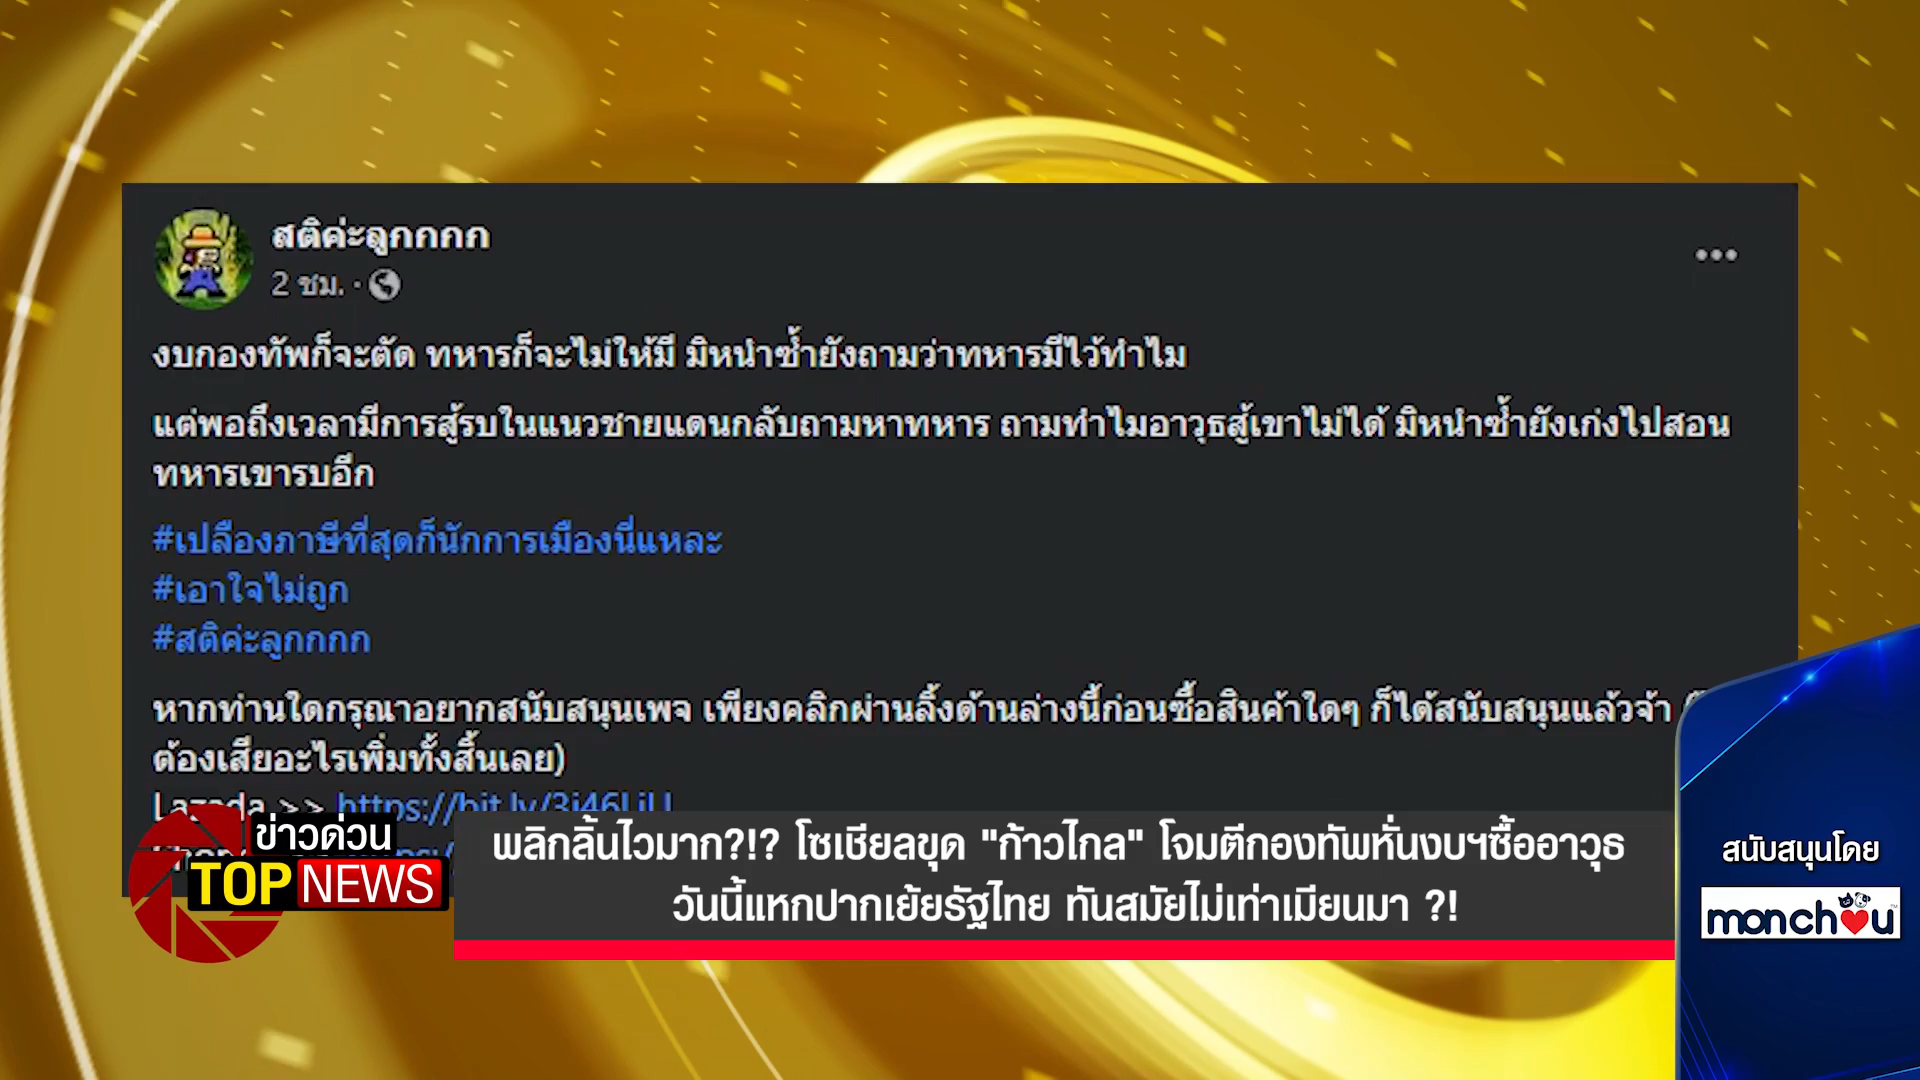 สติค่ะลูกกกก
2 ชม. ·
งบกองทัพก็จะตัด ทหารก็จะไม่ให้มี มิหนำซ้ำยังถามว่าทหารมีไว้ทำไม
แต่พอถึงเวลามีการสู้รบในแนวชายแดนกลับถามหาทหาร ถามทำไมอาวุธสู้เขาไม่ได้ มิหนำซ้ำยังเก่งไปสอน
ทหารเขารบอีก
#เปลืองภาษีที่สุดก็นักการเมืองนี่แหละ
#เอาใจไม่ถูก
#สติค่ะลูกกกก
หากท่านใดกรุณาอยากสนับสนุนเพจ เพียงคลิกผ่านลิ้งด้านล่างนี้ก่อนซื้อสินค้าใดๆ ก็ได้สนับสนุนแล้วจ้า
ต้องเสียอะไรเพิ่มทั้งสิ้นเลย)
Lazada >>
ข่าวด่วน
TOP NEWS
พลิกลิ้นไวมาก?!? โซเชียลขุด "ก้าวไกล" โจมตีกองทัพหั่นงบฯซื้ออาวุธ
วันนี้แหกปากเย้ยรัฐไทย ทันสมัยไม่เท่าเมียนมา ?!
สนับสนุนโดย
monchou